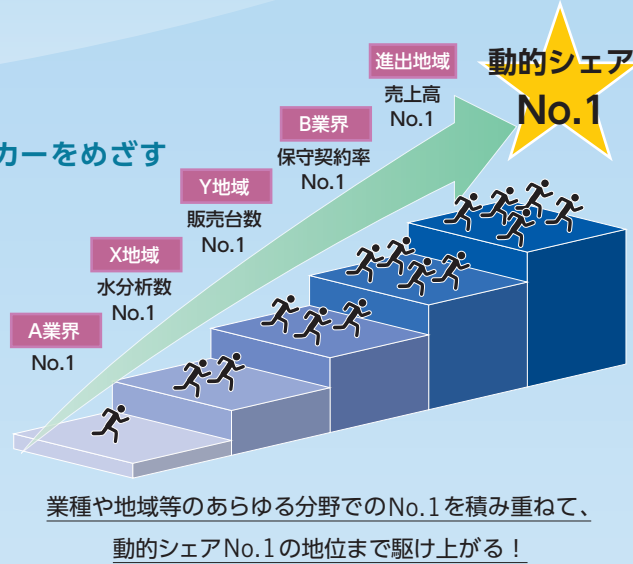 動的シェア
No.1
進出地域
売上高
No.1
B業界
保守契約率
No.1
カーをめざす
Y地域
販売台数
No.1
X地域
水分析数
No.1
A業界
No.1
業種や地域等のあらゆる分野でのNo.1を積み重ねて、
動的シェアNo.1の地位まで駆け上がる！